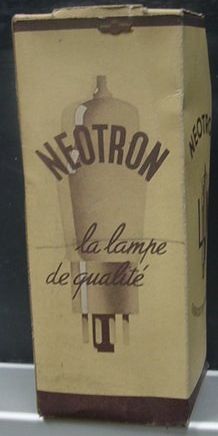 NEOTRON
la lampe
de qualité